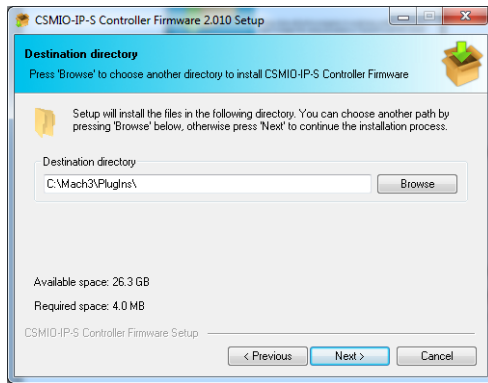 CSMIO-IP-S Controller Firmware 2.010 Setup
Destination directory
Press 'Browse' to choose another directory to install CSMIO-IP-S Controller Firmware
Setup will install the files in the following directory. You can choose another path by
pressing 'Browse' below, otherwise press 'Next' to continue the installation process.
Destination directory
C:\Mach3\PlugIns\
Browse
Available space: 26.3 GB
Required space: 4.0 MB
CSMIO-IP-S Controller Firmware Setup
< Previous
Next >
Cancel